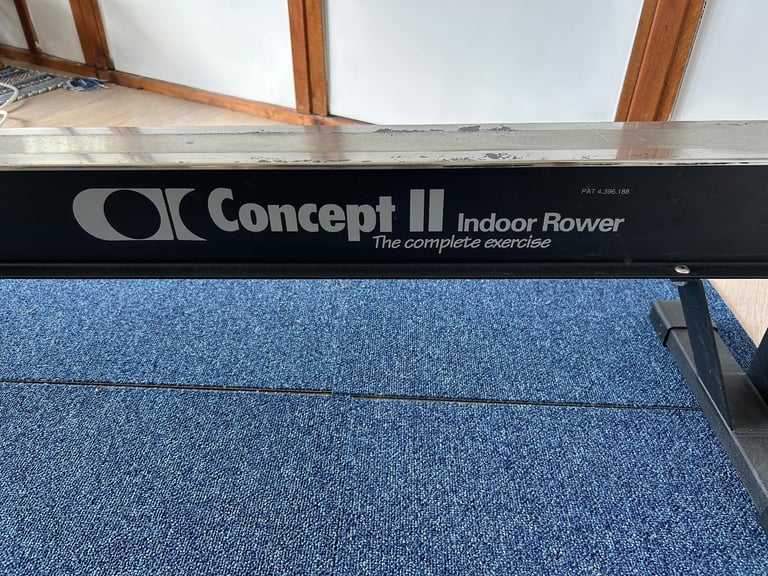 Concept II Indoor Rower
The complete exercise
PAT 4.396.188